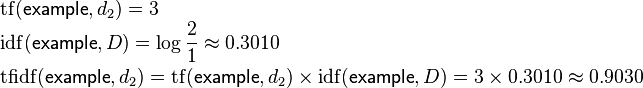 tf(example, d₂) = 3
idf(example, D) = log 2/1 ≈ 0.3010
tfidf(example, d₂) = tf(example, d₂) × idf(example, D) = 3 × 0.3010 ≈ 0.9030